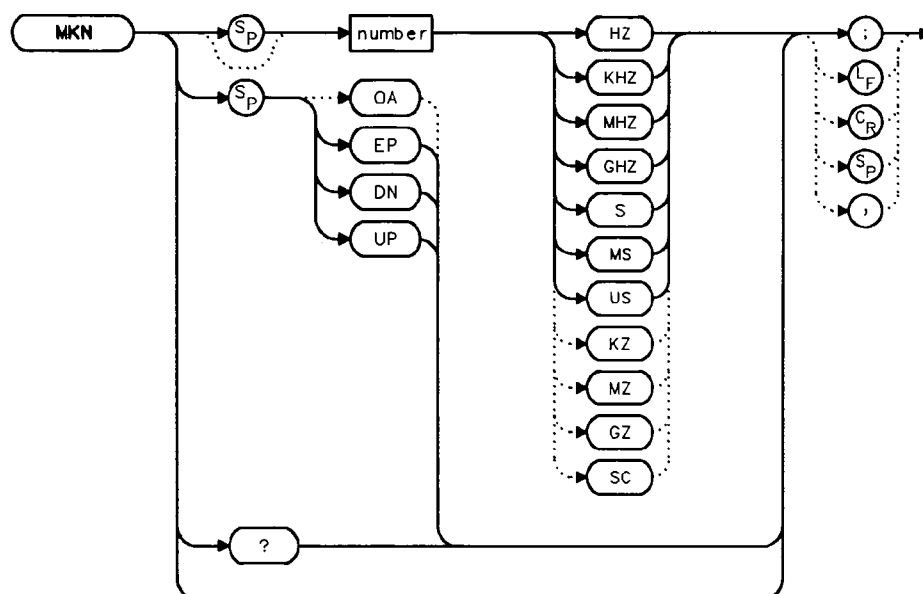 MKN
SP
number
HZ
;
SP
OA
KHZ
LF
EP
MHZ
CR
DN
GHZ
SP
UP
S
,
MS
US
KZ
MZ
GZ
SC
?